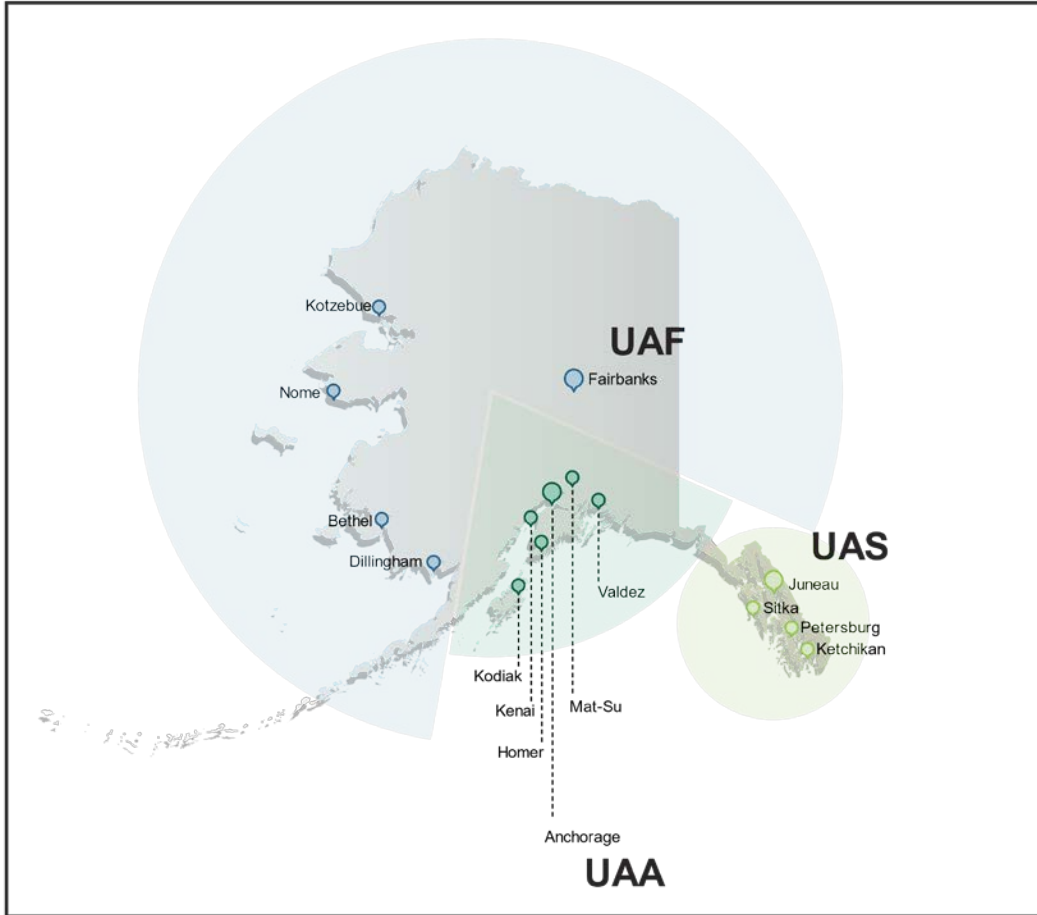 Kotzebue
UAF
Fairbanks
Nome
Bethel
Dillingham
UAS
Juneau
Valdez
Sitka
Petersburg
Ketchikan
Kodiak
Kenai
Mat-Su
Homer
Anchorage
UAA